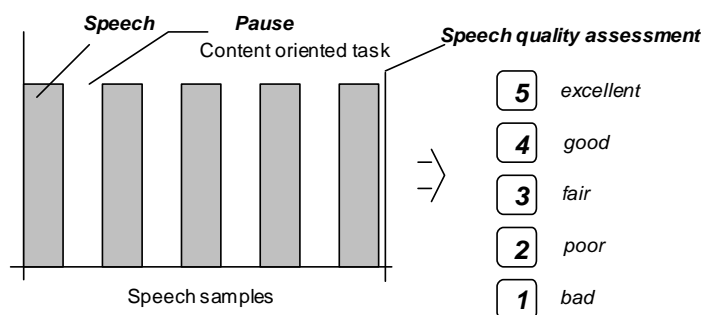 Speech
Pause
Content oriented task
Speech quality assessment
5 excellent
4 good
3 fair
2 poor
1 bad
Speech samples